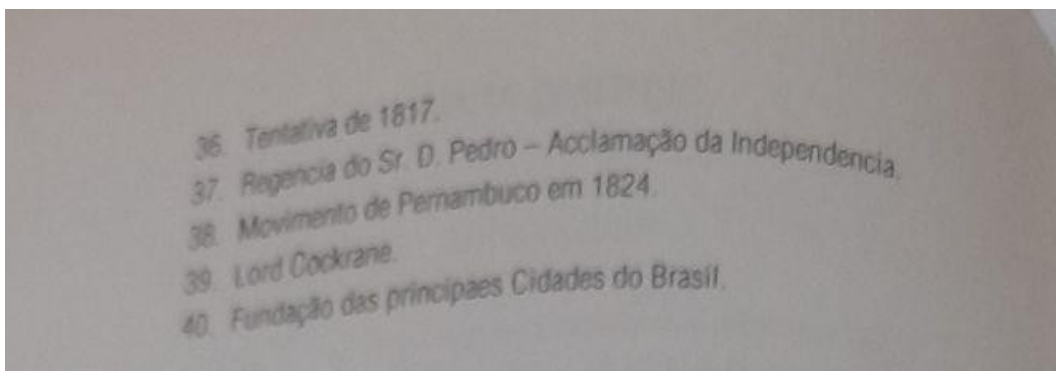 36. Tentativa de 1817.
37. Regencia do Sr. D. Pedro – Acclamação da Independencia.
38. Movimento de Pernambuco em 1824.
39. Lord Cockrane.
40. Fundação das principaes Cidades do Brasil.